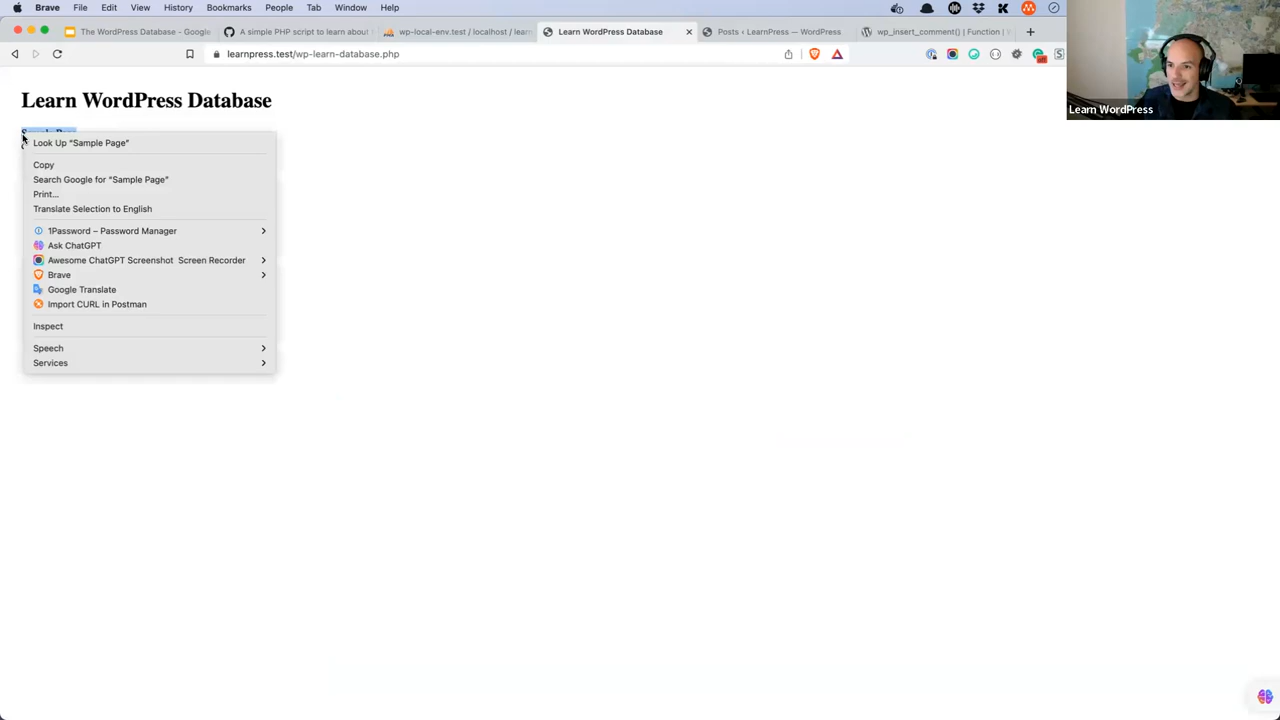 Brave File Edit View History Bookmarks People Tab Window Help
The WordPress Database - Google
A simple PHP script to learn about
wp-local-env.test / localhost / learn
Learn WordPress Database
Posts ‹ LearnPress — WordPress
wp_insert_comment() | Function |
learnpress.test/wp-learn-database.php
off
Learn WordPress
Learn WordPress Database
Sample Page
Look Up “Sample Page”
Copy
Search Google for “Sample Page”
Print...
Translate Selection to English
1Password – Password Manager
Ask ChatGPT
Awesome ChatGPT Screenshot Screen Recorder
Brave
Google Translate
Import CURL in Postman
Inspect
Speech
Services